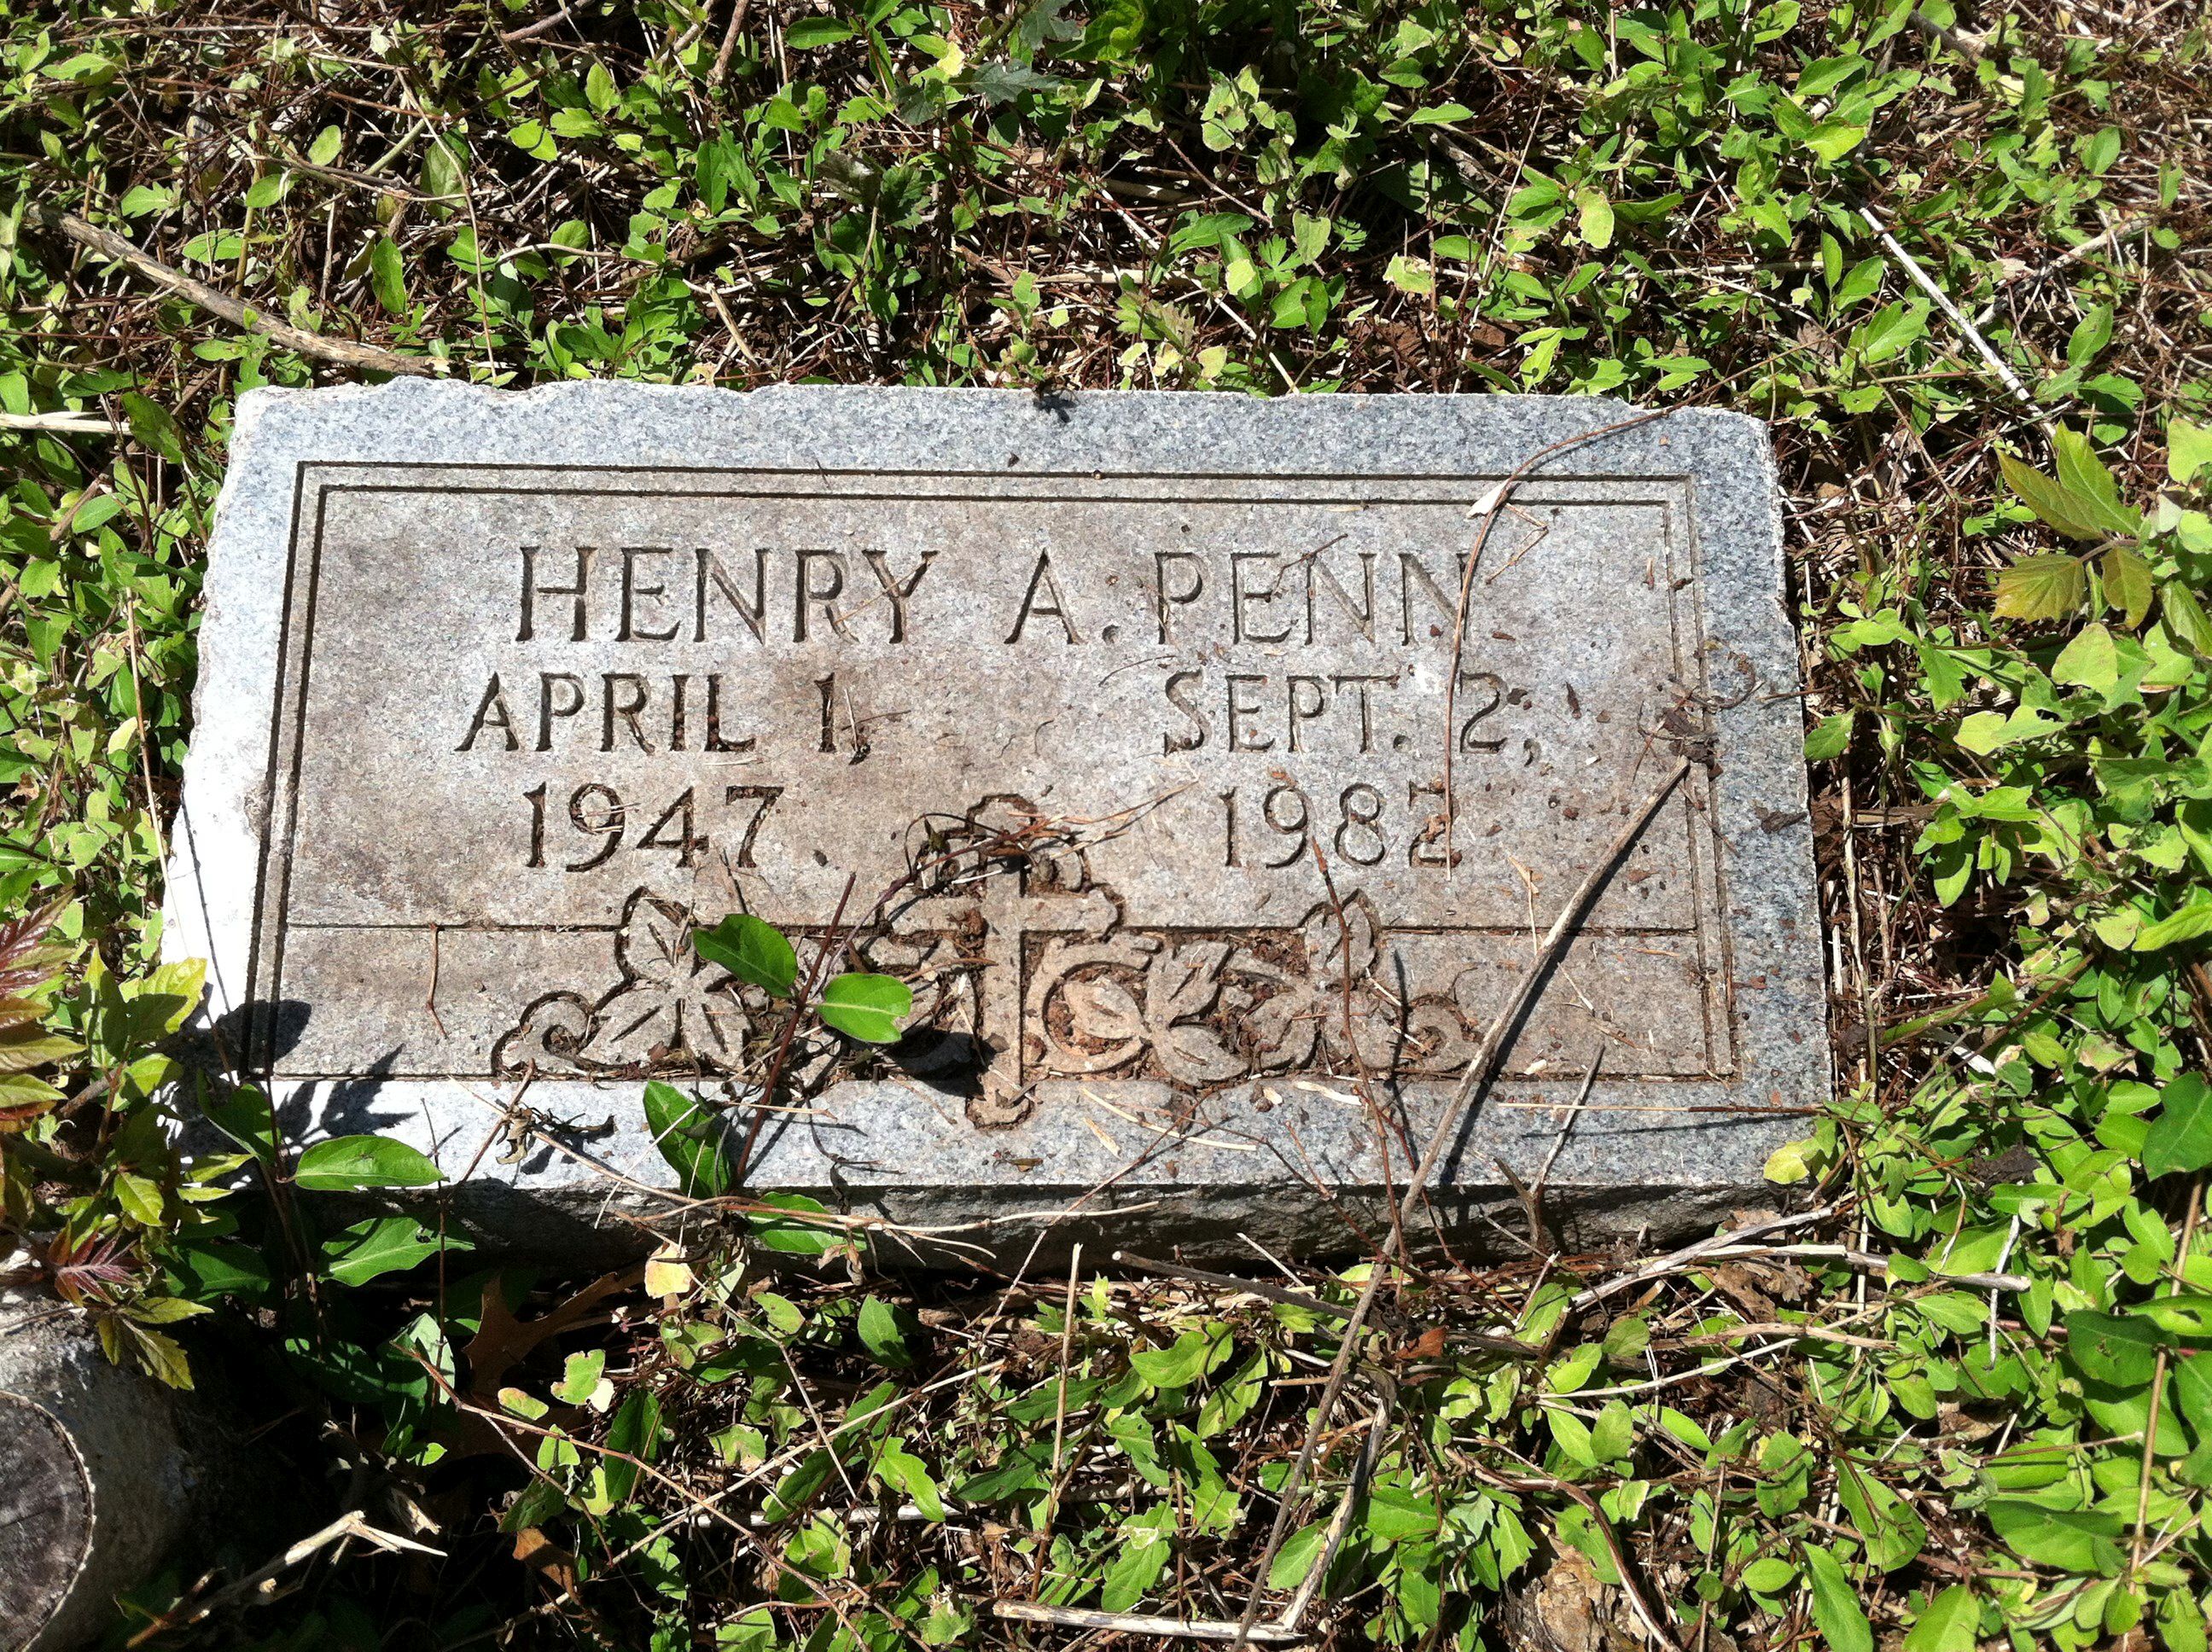 HENRY A. PENN
APRIL 1, SEPT. 2,
1947 1982